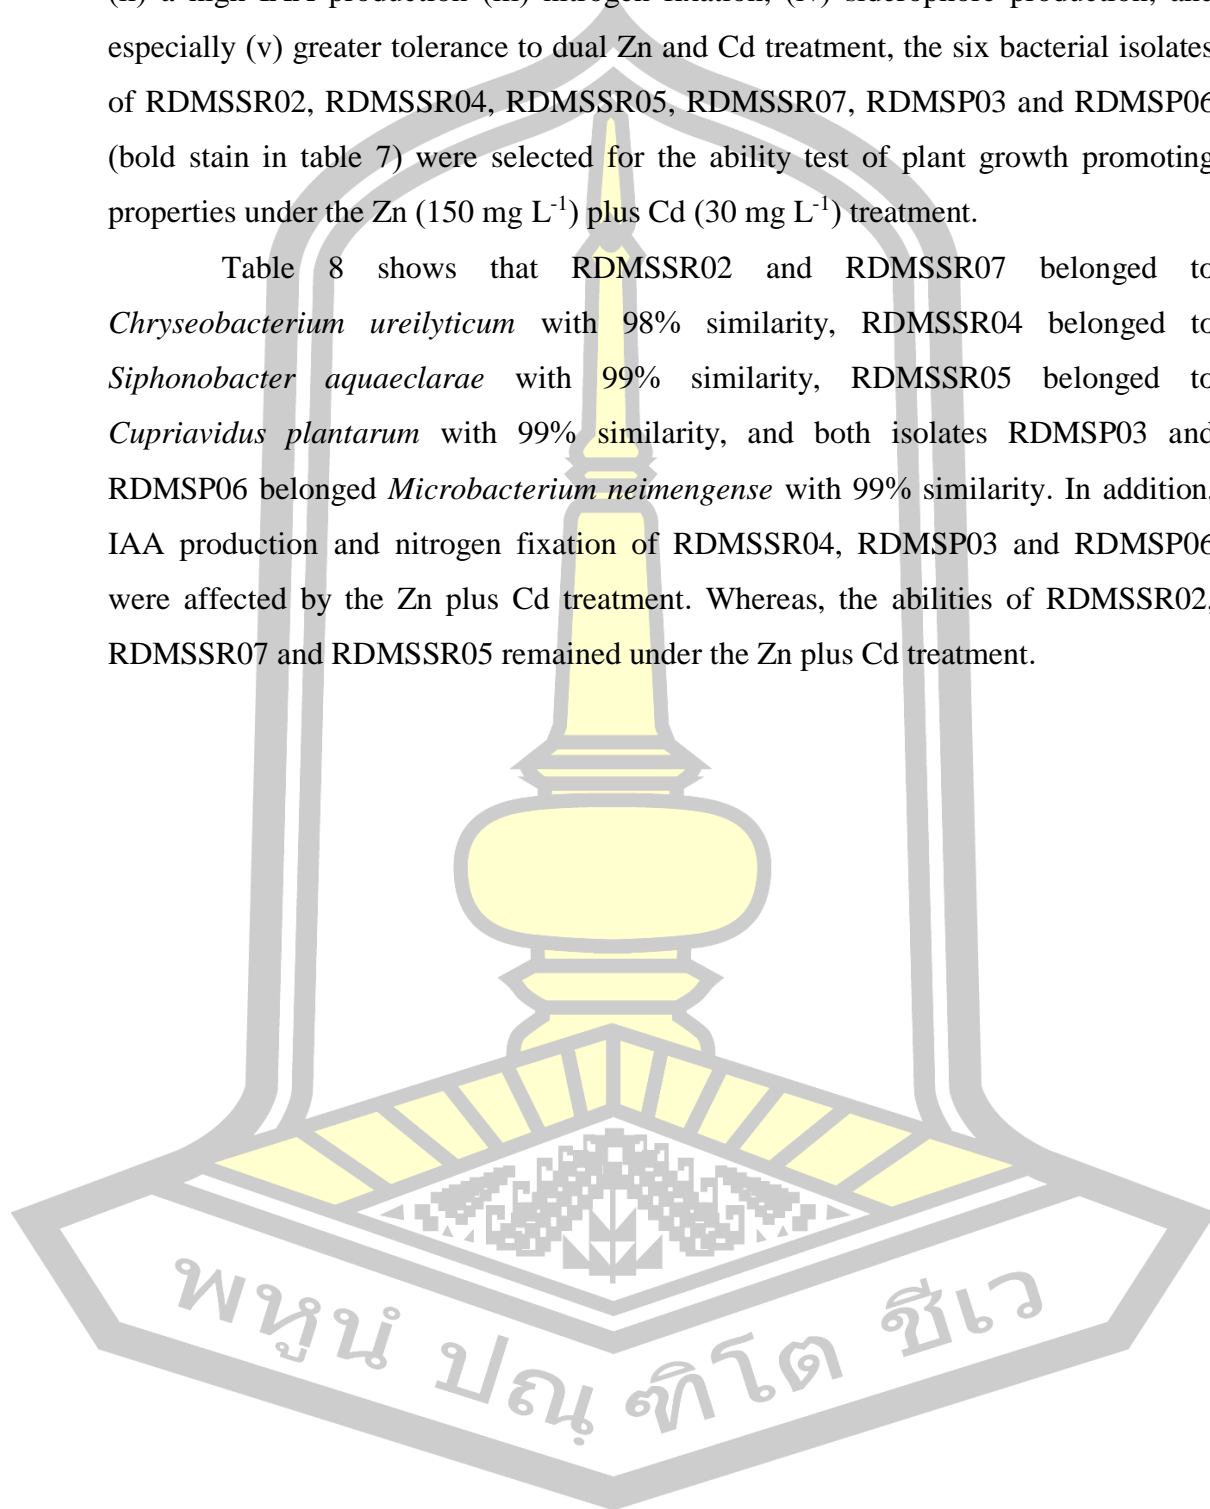 (ii) a high IAA production (iii) nitrogen fixation, (iv) siderophore production, and
especially (v) greater tolerance to dual Zn and Cd treatment, the six bacterial isolates
of RDMSSR02, RDMSSR04, RDMSSR05, RDMSSR07, RDMSP03 and RDMSP06
(bold stain in table 7) were selected for the ability test of plant growth promoting
properties under the Zn (150 mg L-1) plus Cd (30 mg L-1) treatment.
Table 8 shows that RDMSSR02 and RDMSSR07 belonged to
Chryseobacterium ureilyticum with 98% similarity, RDMSSR04 belonged to
Siphonobacter aquaeclarae with 99% similarity, RDMSSR05 belonged to
Cupriavidus plantarum with 99% similarity, and both isolates RDMSP03 and
RDMSP06 belonged Microbacterium neimengense with 99% similarity. In addition,
IAA production and nitrogen fixation of RDMSSR04, RDMSP03 and RDMSP06
were affected by the Zn plus Cd treatment. Whereas, the abilities of RDMSSR02,
RDMSSR07 and RDMSSR05 remained under the Zn plus Cd treatment.
พหูนํ ปณฺฑิโต ชีเว